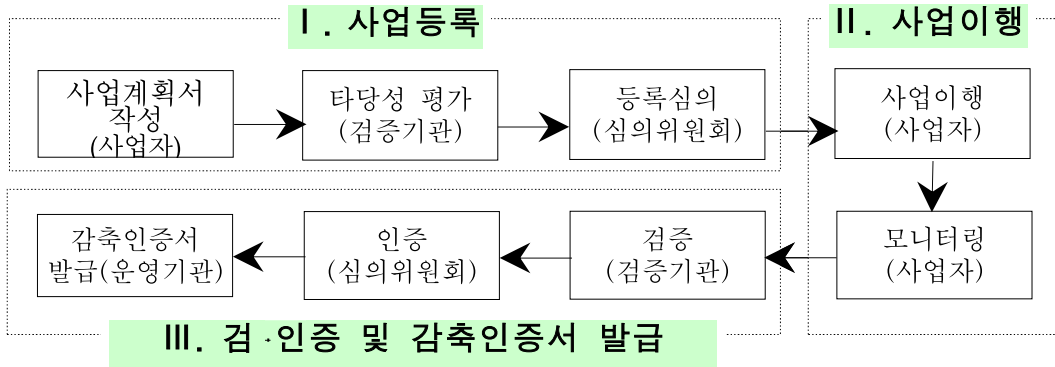 Ⅰ. 사업등록
Ⅱ. 사업이행
사업계획서
작성
(사업자)
타당성 평가
(검증기관)
등록심의
(심의위원회)
사업이행
(사업자)
모니터링
(사업자)
검증
(검증기관)
인증
(심의위원회)
감축인증서
발급(운영기관)
Ⅲ. 검·인증 및 감축인증서 발급